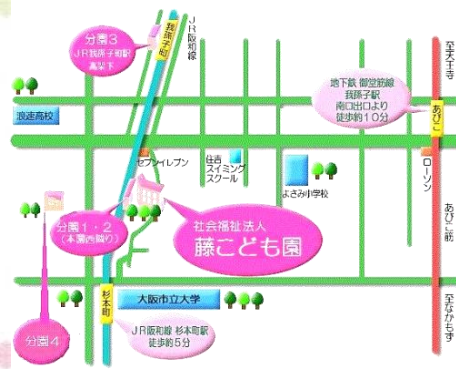 分園3
JR我孫子町駅
高架下
我孫子町
JR阪和線
至天王寺
地下鉄 御堂筋線
我孫子駅
南口出口より
徒歩約10分
あびこ
浪速高校
セブンイレブン
住吉
スイミング
スクール
よさみ小学校
ローソン
分園1・2
(本園西隣り)
社会福祉法人
藤こども園
あびこ筋
杉本町
大阪市立大学
至なかもず
分園4
JR阪和線 杉本町駅
徒歩約5分